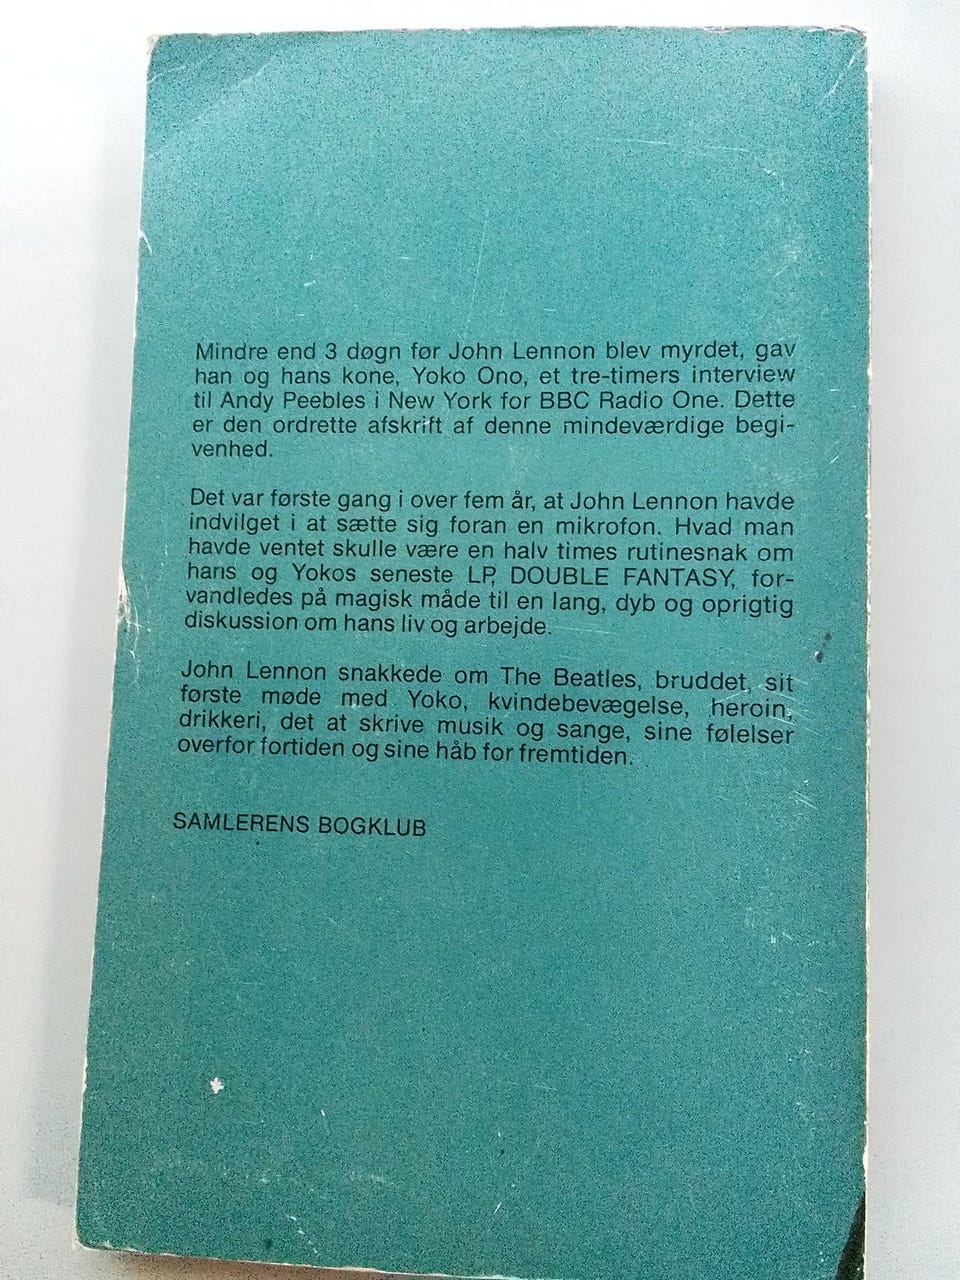 Mindre end 3 døgn før John Lennon blev myrdet, gav
han og hans kone, Yoko Ono, et tre-timers interview
til Andy Peebles i New York for BBC Radio One. Dette
er den ordrette afskrift af denne mindeværdige begi-
venhed.
Det var første gang i over fem år, at John Lennon havde
indvilget i at sætte sig foran en mikrofon. Hvad man
havde ventet skulle være en halv times rutinesnak om
hans og Yokos seneste LP, DOUBLE FANTASY, for-
vandledes på magisk måde til en lang, dyb og oprigtig
diskussion om hans liv og arbejde.
John Lennon snakkede om The Beatles, bruddet, sit
første møde med Yoko, kvindebevægelse, heroin,
drikkeri, det at skrive musik og sange, sine følelser
overfor fortiden og sine håb for fremtiden.
SAMLERENS BOGKLUB